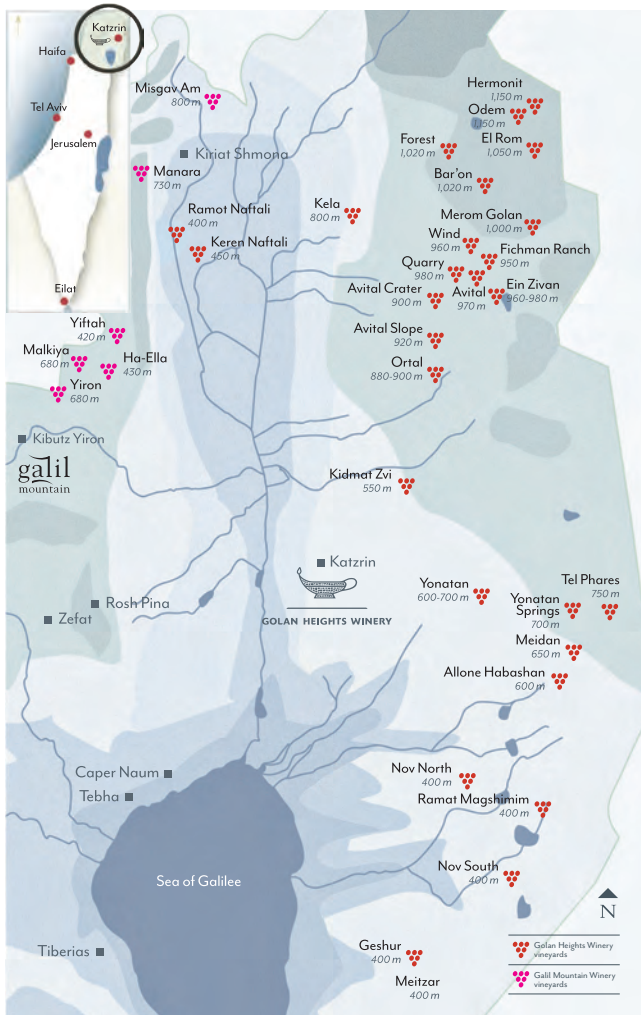 Katzrin
Haifa
Tel Aviv
Jerusalem
Eilat
Misgav Am
800 m
Kiriat Shmona
Manara
730 m
Ramot Naftali
400 m
Keren Naftali
450 m
Kela
800 m
Hermonit
1,150 m
Odem
1,150 m
Forest
1,020 m
El Rom
1,050 m
Bar'on
1,020 m
Merom Golan
1,000 m
Wind
960 m
Fichman Ranch
950 m
Quarry
980 m
Avital Crater
900 m
Avital
970 m
Ein Zivan
960-980 m
Avital Slope
920 m
Ortal
880-900 m
Yiftah
420 m
Malkiya
680 m
Ha-Ella
430 m
Yiron
680 m
Kibutz Yiron
galil
mountain
Kidmat Zvi
550 m
Katzrin
GOLAN HEIGHTS WINERY
Yonatan
600-700 m
Tel Phares
750 m
Yonatan
Springs
700 m
Meidan
650 m
Allone Habashan
600 m
Rosh Pina
Zefat
Caper Naum
Tebha
Nov North
400 m
Ramat Magshimim
400 m
Nov South
400 m
Sea of Galilee
Tiberias
Geshur
400 m
Meitzar
400 m
N
Golan Heights Winery
vineyards
Galil Mountain Winery
vineyards